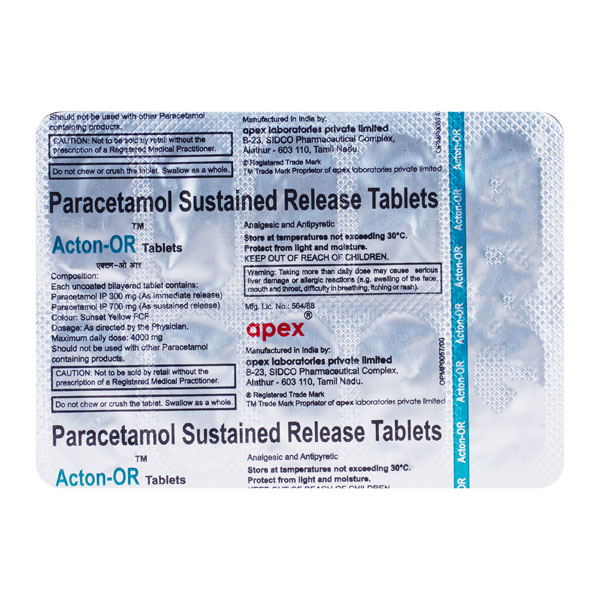 Should not be used with other Paracetamol
containing products.
CAUTION: Not to be sold by retail without the
prescription of a Registered Medical Practitioner.
Do not chew or crush the tablet. Swallow as a whole.
Manufactured in India by:
apex laboratories private limited
B-23, SIDCO Pharmaceutical Complex,
Alathur - 603 110, Tamil Nadu.
® Registered Trade Mark
TM Trade Mark Proprietor of apex laboratories private limited
Paracetamol Sustained Release Tablets
Acton-OR™ Tablets
एक्टन-ओ आर
Composition:
Each uncoated bilayered tablet contains:
Paracetamol IP 300 mg (As immediate release)
Paracetamol IP 700 mg (As sustained release)
Colour: Sunset Yellow FCF
Dosage: As directed by the Physician.
Maximum daily dose: 4000 mg
Should not be used with other Paracetamol
containing products.
CAUTION: Not to be sold by retail without the
prescription of a Registered Medical Practitioner.
Do not chew or crush the tablet. Swallow as a whole.
Analgesic and Antipyretic
Store at temperatures not exceeding 30°C.
Protect from light and moisture.
KEEP OUT OF REACH OF CHILDREN.
Warning: Taking more than daily dose may cause serious
liver damage or allergic reactions (e.g. swelling of the face,
mouth and throat, difficulty in breathing, itching or rash).
Mfg. Lic. No.: 564/88
apex®
Manufactured in India by:
apex laboratories private limited
B-23, SIDCO Pharmaceutical Complex,
Alathur - 603 110, Tamil Nadu.
® Registered Trade Mark
TM Trade Mark Proprietor of apex laboratories private limited
Paracetamol Sustained Release Tablets
Acton-OR™ Tablets
Analgesic and Antipyretic
Store at temperatures not exceeding 30°C.
Protect from light and moisture.
KEEP OUT OF REACH OF CHILDREN
Acton-OR
Acton-OR
Acton-OR
Acton-OR
Acton-OR
Acton-OR